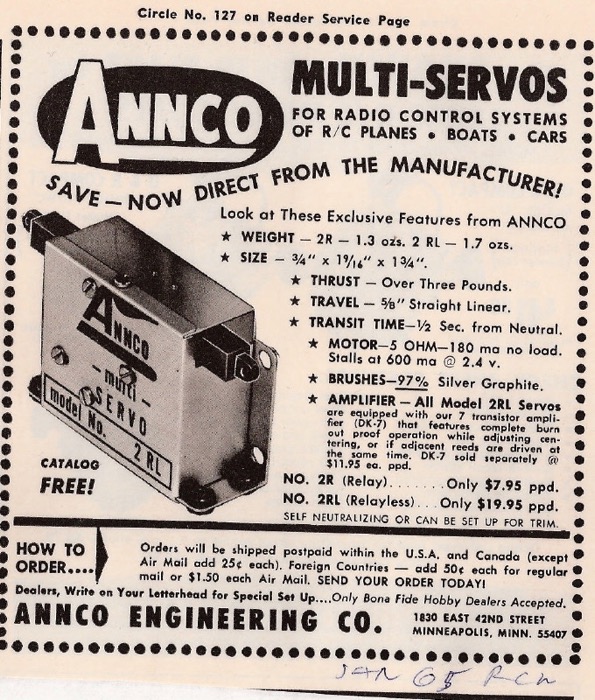 Circle No. 127 on Reader Service Page
ANNCO
MULTI-SERVOS
FOR RADIO CONTROL SYSTEMS
OF R/C PLANES • BOATS • CARS
SAVE — NOW DIRECT FROM THE MANUFACTURER!
Look at These Exclusive Features from ANNCO
★ WEIGHT — 2R — 1.3 ozs. 2 RL — 1.7 ozs.
★ SIZE — ¾" x 1⁹⁄₁₆" x 1¾".
★ THRUST — Over Three Pounds.
★ TRAVEL — ⅝" Straight Linear.
★ TRANSIT TIME—½ Sec. from Neutral.
★ MOTOR—5 OHM—180 ma no load.
Stalls at 600 ma @ 2.4 v.
★ BRUSHES—97% Silver Graphite.
★ AMPLIFIER — All Model 2RL Servos
are equipped with our 7 transistor ampli-
fier (DK-7) that features complete burn
out proof operation while adjusting cen-
tering, or if adjacent reeds are driven at
the same time. DK-7 sold separately @
$11.95 ea. ppd.
ANNCO
— multi —
SERVO
model No.
2 RL
CATALOG
FREE!
NO. 2R (Relay) . . . . . . . Only $7.95 ppd.
NO. 2RL (Relayless) . . . Only $19.95 ppd.
SELF NEUTRALIZING OR CAN BE SET UP FOR TRIM.
HOW TO
ORDER....
Orders will be shipped postpaid within the U.S.A. and Canada (except
Air Mail add 25¢ each). Foreign Countries — add 50¢ each for regular
mail or $1.50 each Air Mail. SEND YOUR ORDER TODAY!
Dealers, Write on Your Letterhead for Special Set Up....Only Bona Fide Hobby Dealers Accepted.
ANNCO ENGINEERING CO.
1830 EAST 42ND STREET
MINNEAPOLIS, MINN. 55407
JAN 65 RCM